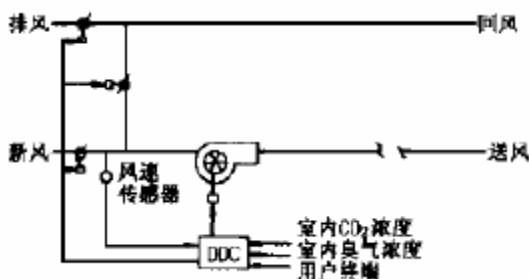 排风
回风
新风
送风
风速
传感器
DDC
室内CO₂浓度
室内臭气浓度
用户终端